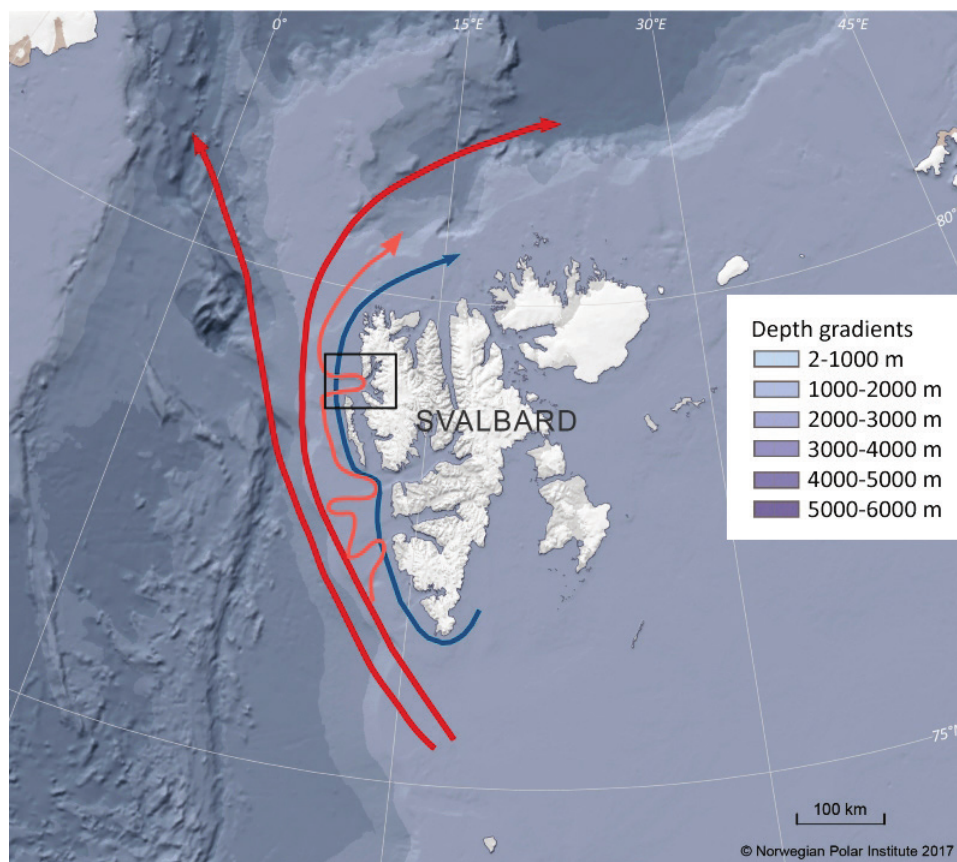 0°
15°E
30°E
45°E
80°
Depth gradients
2-1000 m
1000-2000 m
2000-3000 m
3000-4000 m
4000-5000 m
5000-6000 m
SVALBARD
75°N
100 km
© Norwegian Polar Institute 2017